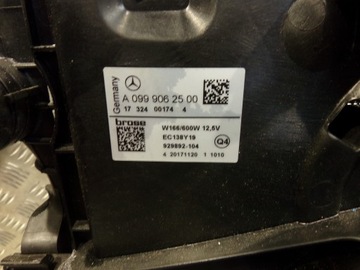 Germany
A 099 906 25 00
17 324 00174 4
brose
W166/600W 12,5V
EC138Y19
929892-104
Q4
4 20171120 1 1010